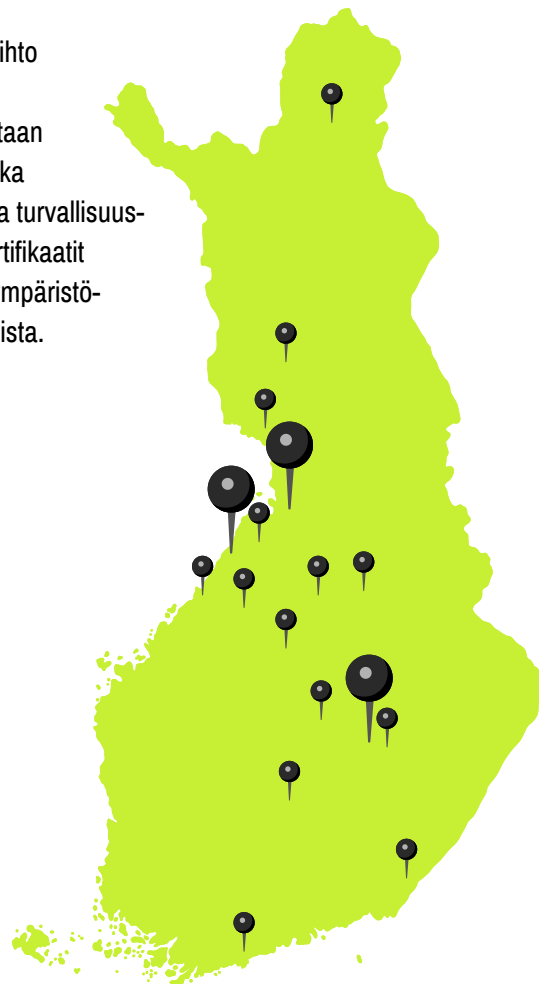 ihto
taan
ka
a turvallisuus-
rtifikaatit
mpäristö-
ista.